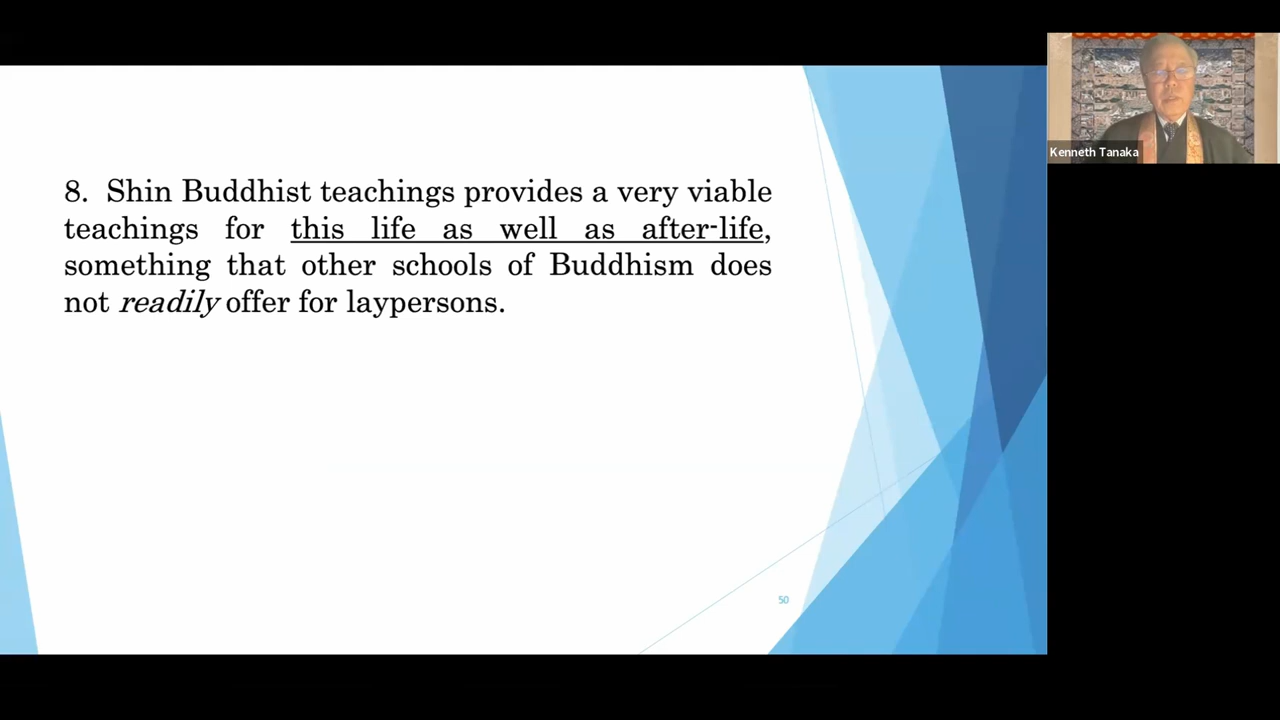 8. Shin Buddhist teachings provides a very viable
teachings for this life as well as after-life,
something that other schools of Buddhism does
not readily offer for laypersons.
50
Kenneth Tanaka